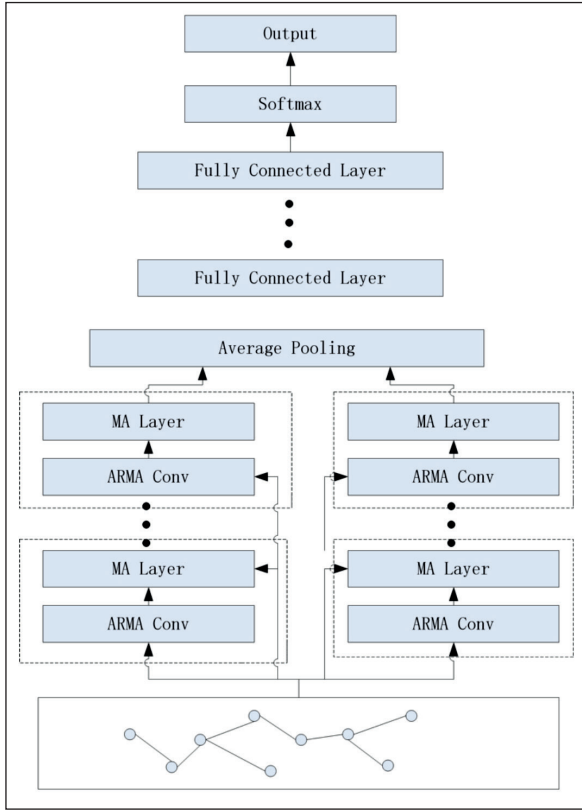 Output
Softmax
Fully Connected Layer
Fully Connected Layer
Average Pooling
MA Layer
MA Layer
ARMA Conv
ARMA Conv
MA Layer
MA Layer
ARMA Conv
ARMA Conv